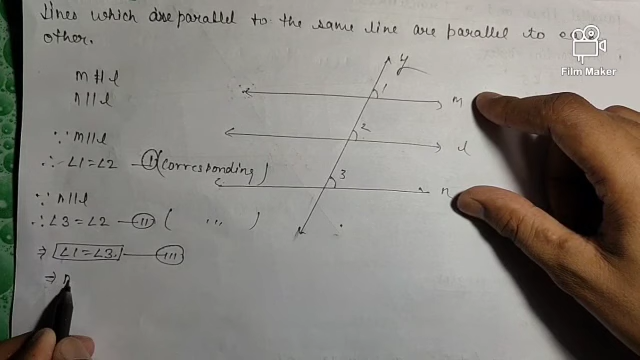 Lines which are parallel to the same line are parallel to each
other.
m∦l
n∥l
∵ m∥l
∴ ∠1=∠2 —(I) (corresponding)
∵ n∥l
∴ ∠3=∠2 —(II) ( ,,, )
⇒ ∠1=∠3. —(III)
⇒ n
y
1
m
2
l
3
n
Film Maker